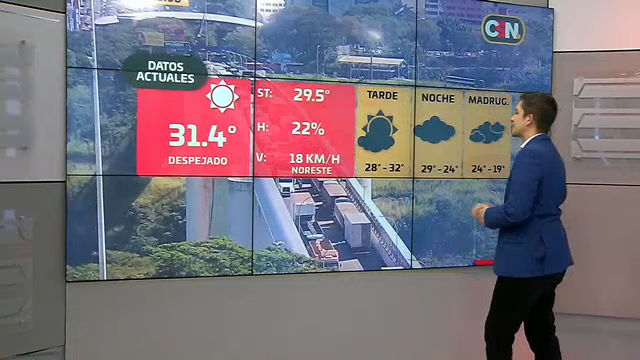 C9N
DATOS
ACTUALES
31.4°
DESPEJADO
ST: 29.5°
H: 22%
V: 18 KM/H
NORESTE
TARDE
28°-32°
NOCHE
29°-24°
MADRUG.
24°-19°